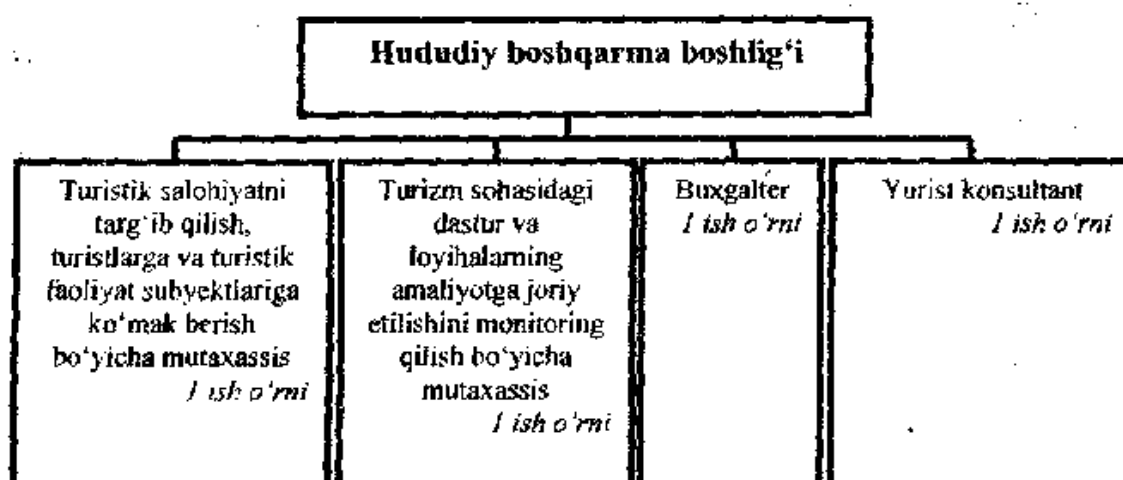 Hududiy boshqarma boshlig‘i
Turistik salohiyatni
targ‘ib qilish,
turistlarga va turistik
faoliyat subyektlariga
ko‘mak berish
bo‘yicha mutaxassis
1 ish o‘rni
Turizm sohasidagi
dastur va
loyihalarning
amaliyotga joriy
etilishini monitoring
qilish bo‘yicha
mutaxassis
1 ish o‘rni
Buxgalter
1 ish o‘rni
Yurist konsultant
1 ish o‘rni